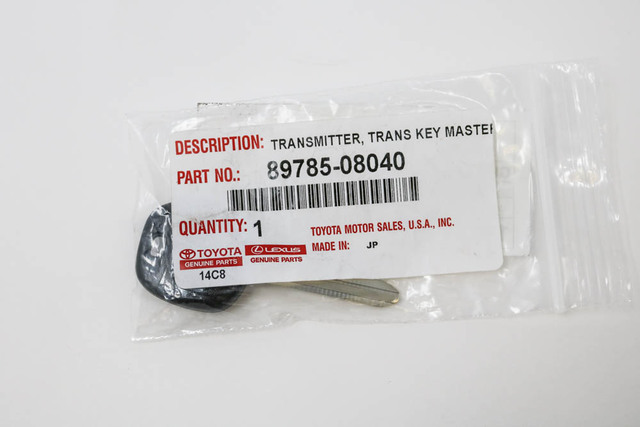 DESCRIPTION: TRANSMITTER, TRANS KEY MASTER
PART NO.: 89785-08040
QUANTITY: 1
TOYOTA MOTOR SALES, U.S.A., INC.
MADE IN: JP
TOYOTA
GENUINE PARTS
LEXUS
GENUINE PARTS
14C8